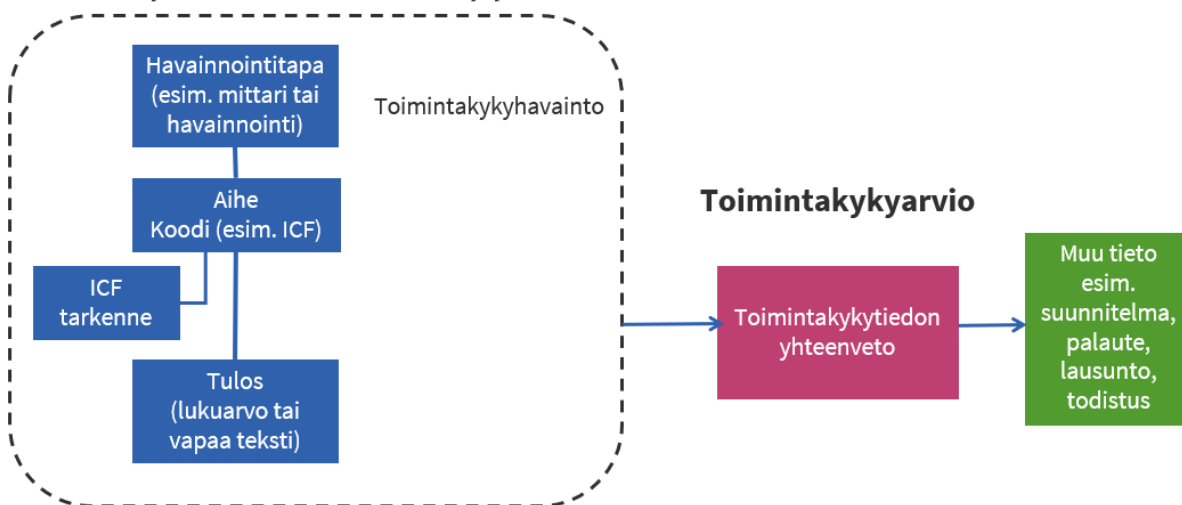 Havainnointitapa
(esim. mittari tai
havainnointi)
Toimintakykyhavainto
Aihe
Koodi (esim. ICF)
ICF
tarkenne
Tulos
(lukuarvo tai
vapaa teksti)
Toimintakykyarvio
Toimintakykytiedon
yhteenveto
Muu tieto
esim.
suunnitelma,
palaute,
lausunto,
todistus